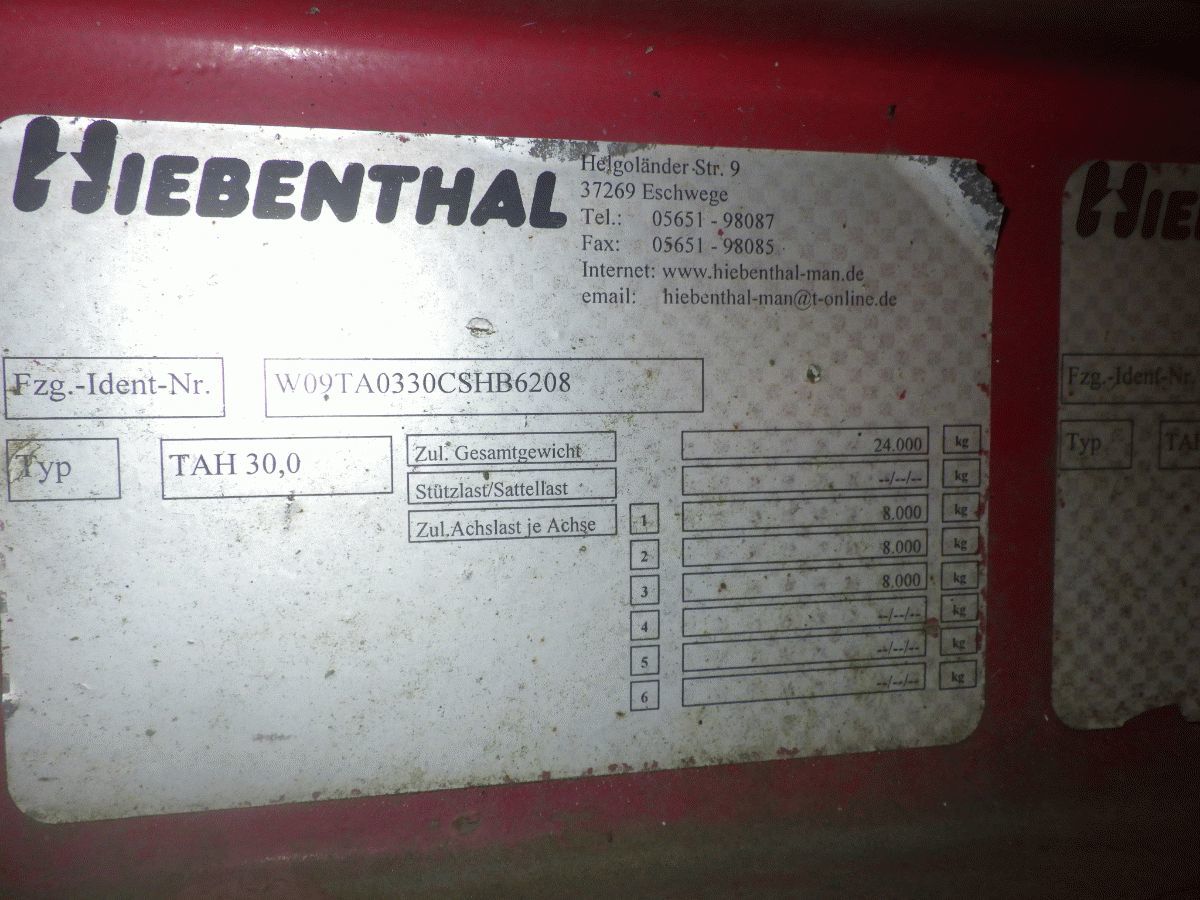 HIEBENTHAL
Helgoländer Str. 9
37269 Eschwege
Tel.: 05651 - 98087
Fax: 05651 - 98085
Internet: www.hiebenthal-man.de
email: hiebenthal-man@t-online.de
Fzg.-Ident-Nr. W09TA0330CSHB6208
Typ TAH 30,0
Zul. Gesamtgewicht 24.000 kg
Stützlast/Sattellast --/--/-- kg
Zul.Achslast je Achse 1 8.000 kg
2 8.000 kg
3 8.000 kg
4 --/--/-- kg
5 --/--/-- kg
6 --/--/-- kg
HIE
Fzg.-Ident-Nr.
Typ TAH